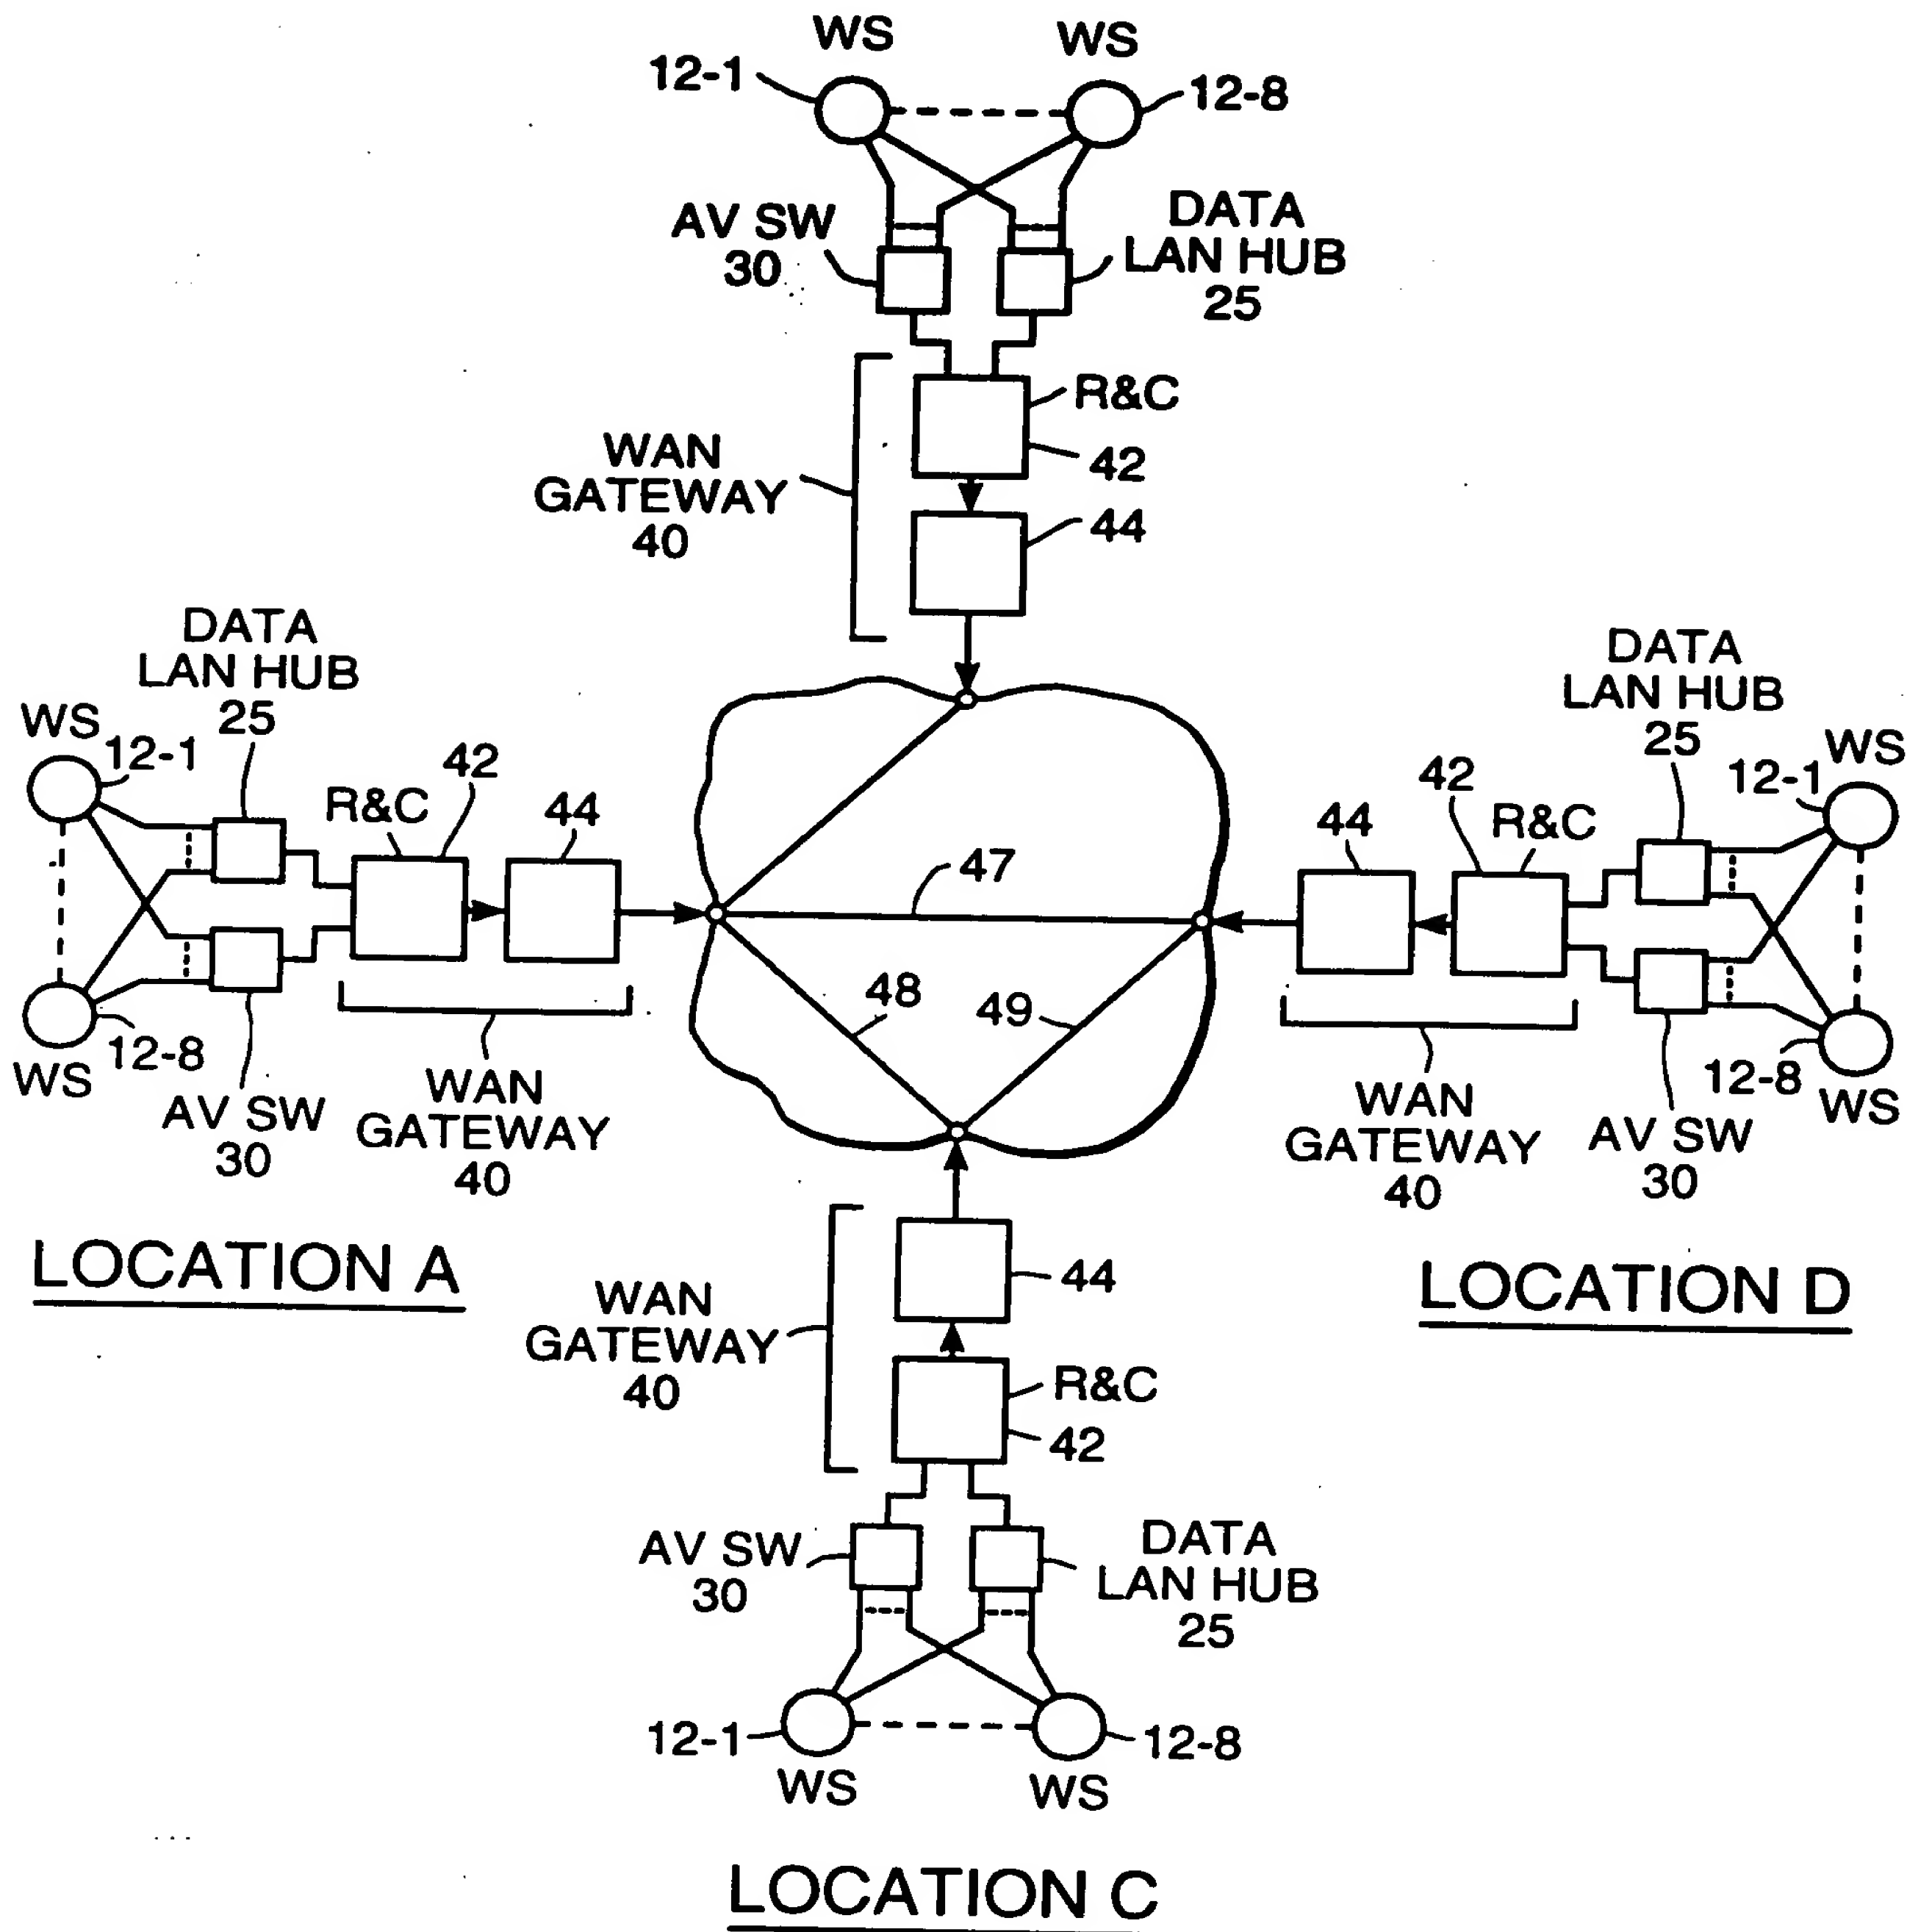 WS
WS
12-1
12-8
AV SW
30
DATA
LAN HUB
25
R&C
42
WAN
GATEWAY
40
44
DATA
LAN HUB
25
WS
12-1
42
R&C
44
12-8
WS
AV SW
30
WAN
GATEWAY
40
LOCATION A
47
48
49
DATA
LAN HUB
25
WS
12-1
42
R&C
44
12-8
WS
WAN
GATEWAY
40
AV SW
30
LOCATION D
44
WAN
GATEWAY
40
R&C
42
AV SW
30
DATA
LAN HUB
25
12-1
12-8
WS
WS
LOCATION C